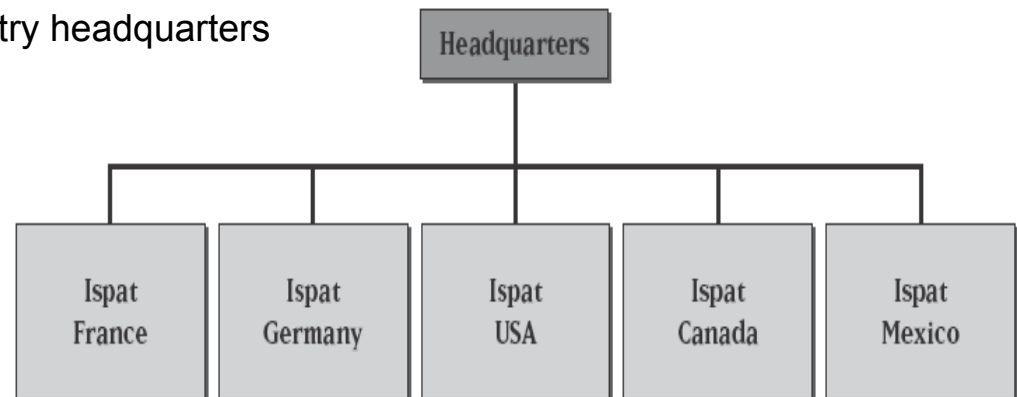 try headquarters
Headquarters
Ispat
France
Ispat
Germany
Ispat
USA
Ispat
Canada
Ispat
Mexico